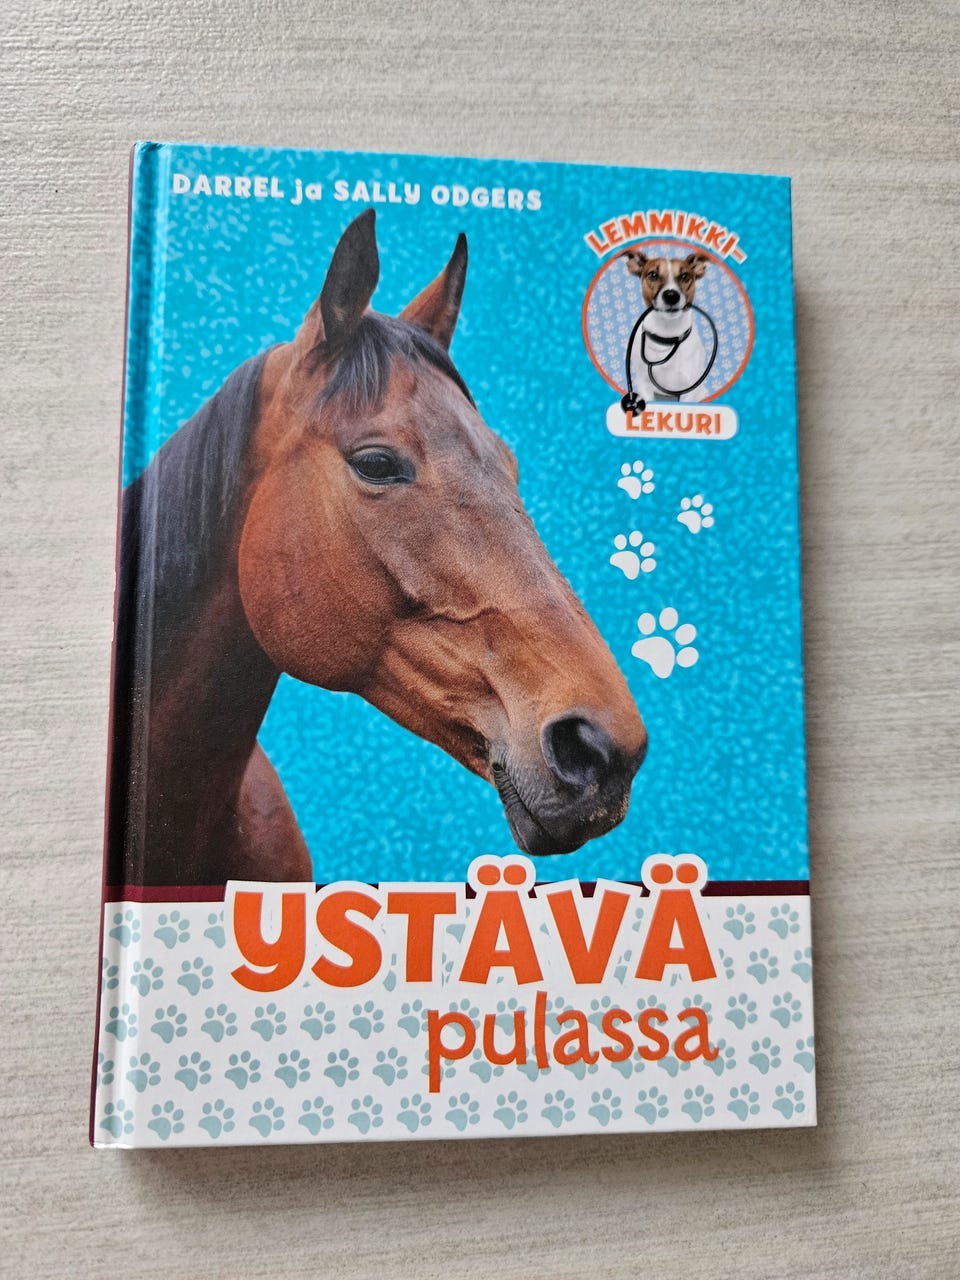 DARREL ja SALLY ODGERS
LEMMIKKI-
LEKURI
YSTÄVÄ
pulassa